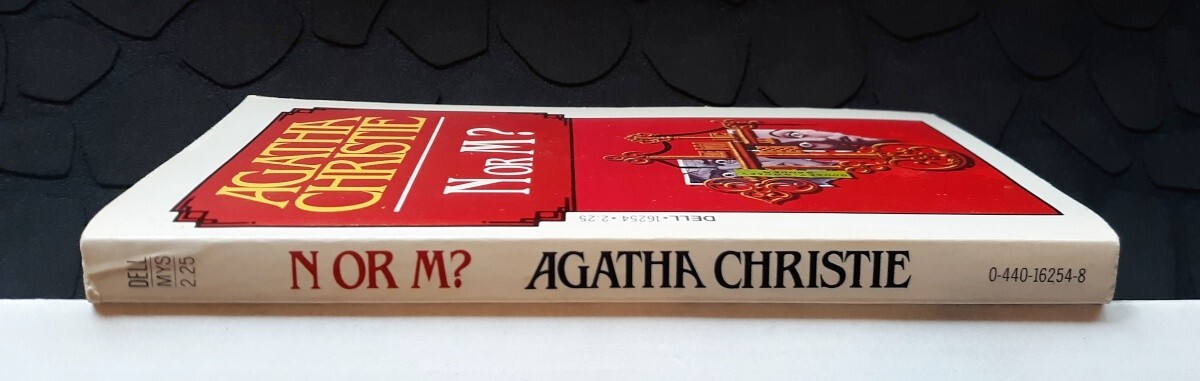 AGATHA
CHRISTIE
N OR M?
DELL • 16254 • 2.25
DELL
MYS
2.25
N OR M?
AGATHA CHRISTIE
0-440-16254-8